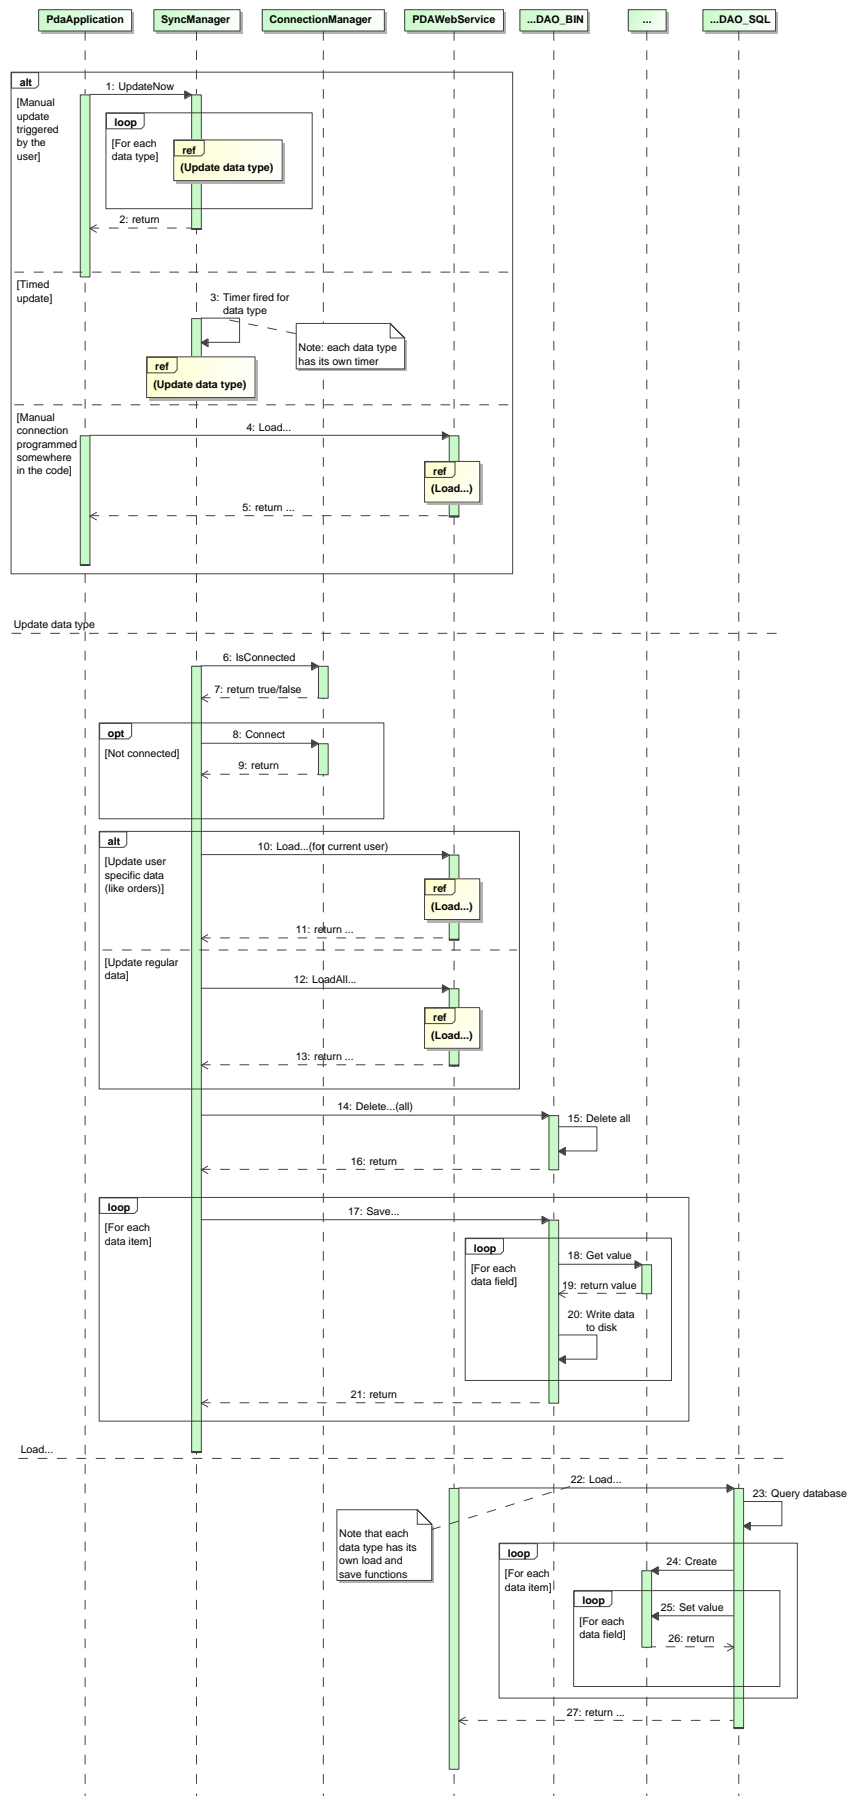 PdaApplication
SyncManager
ConnectionManager
PDAWebService
...DAO_BIN
...
...DAO_SQL
alt
1: UpdateNow
[Manual
update
triggered
by the
user]
loop
[For each
data type]
ref
(Update data type)
2: return
[Timed
update]
3: Timer fired for
data type
Note: each data type
has its own timer
ref
(Update data type)
[Manual
connection
programmed
somewhere
in the code]
4: Load...
ref
(Load...)
5: return ...
Update data type
6: IsConnected
7: return true/false
opt
[Not connected]
8: Connect
9: return
alt
[Update user
specific data
(like orders)]
10: Load...(for current user)
ref
(Load...)
11: return ...
[Update regular
data]
12: LoadAll...
ref
(Load...)
13: return ...
14: Delete...(all)
15: Delete all
16: return
loop
[For each
data item]
17: Save...
loop
[For each
data field]
18: Get value
19: return value
20: Write data
to disk
21: return
Load...
22: Load...
23: Query database
Note that each
data type has its
own load and
save functions
loop
[For each
data item]
24: Create
loop
[For each
data field]
25: Set value
26: return
27: return ...